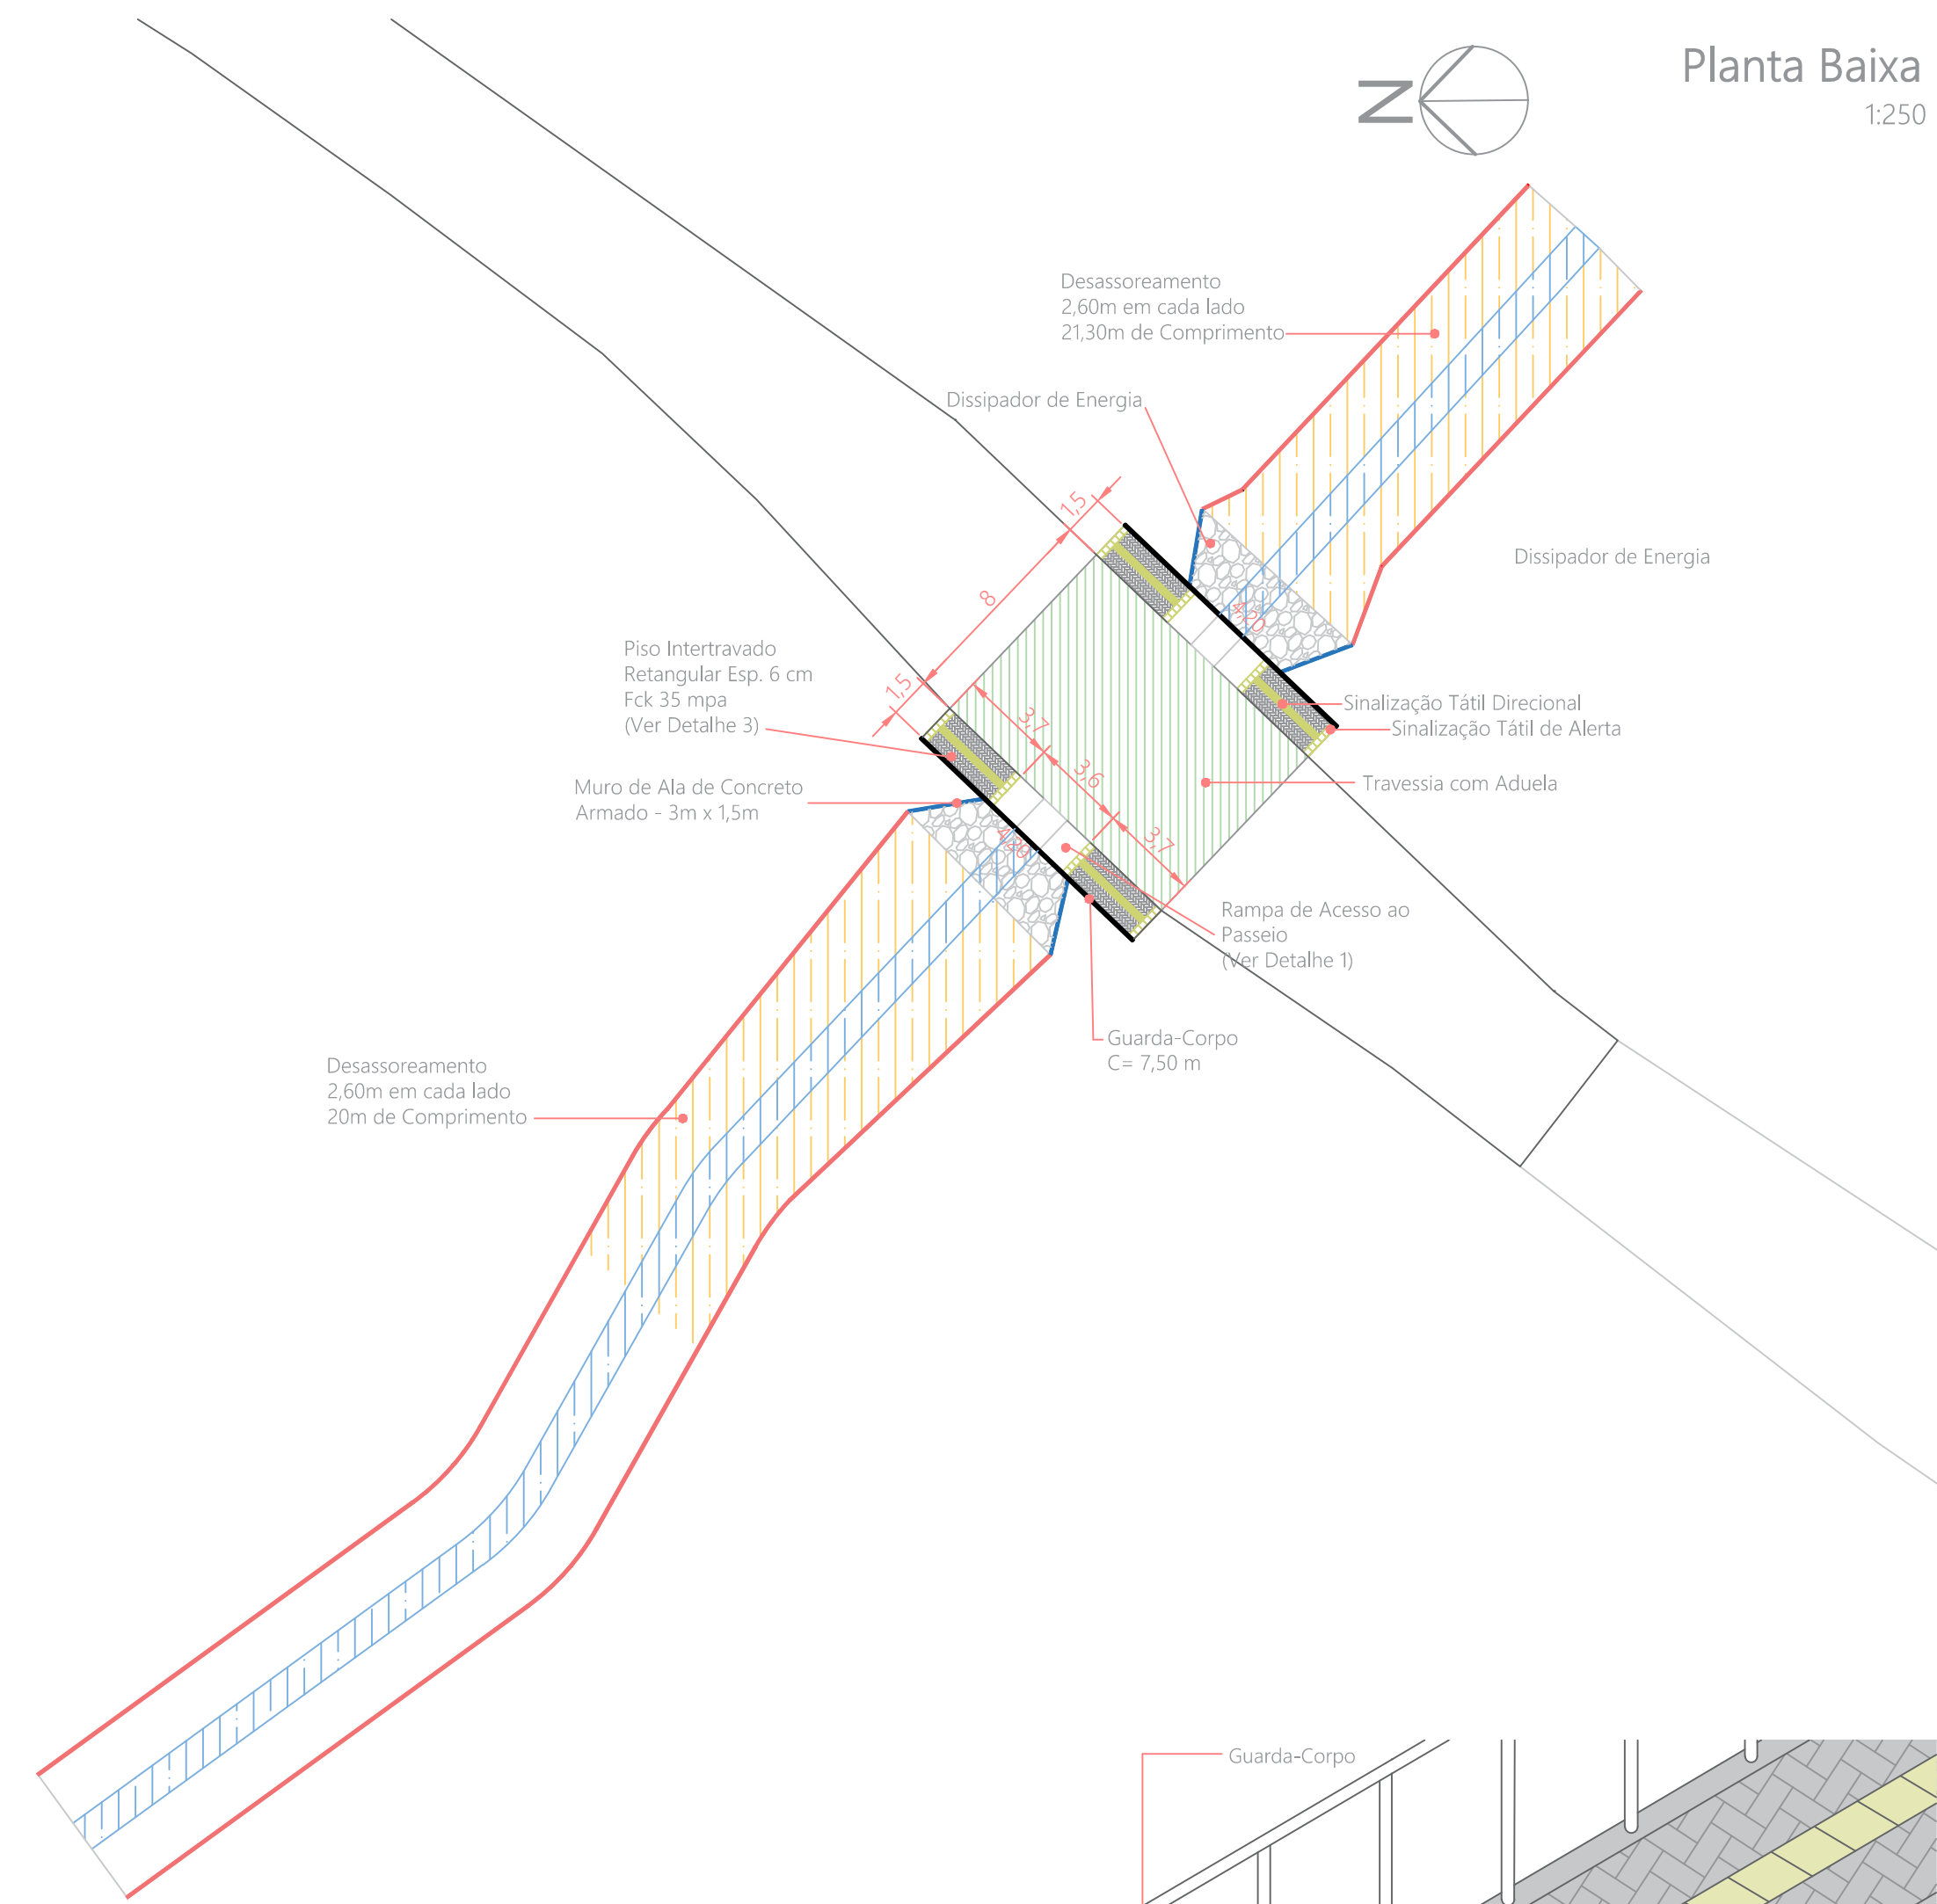 Planta Baixa
1:250
N
Desassoreamento
2,60m em cada lado
21,30m de Comprimento
Dissipador de Energia
Dissipador de Energia
1,5
8
1,5
4,20
Piso Intertravado
Retangular Esp. 6 cm
Fck 35 mpa
(Ver Detalhe 3)
3,7
3,6
3,7
Sinalização Tátil Direcional
Sinalização Tátil de Alerta
Travessia com Aduela
Muro de Ala de Concreto
Armado - 3m x 1,5m
4,20
Rampa de Acesso ao
Passeio
(Ver Detalhe 1)
Guarda-Corpo
C= 7,50 m
Desassoreamento
2,60m em cada lado
20m de Comprimento
Guarda-Corpo